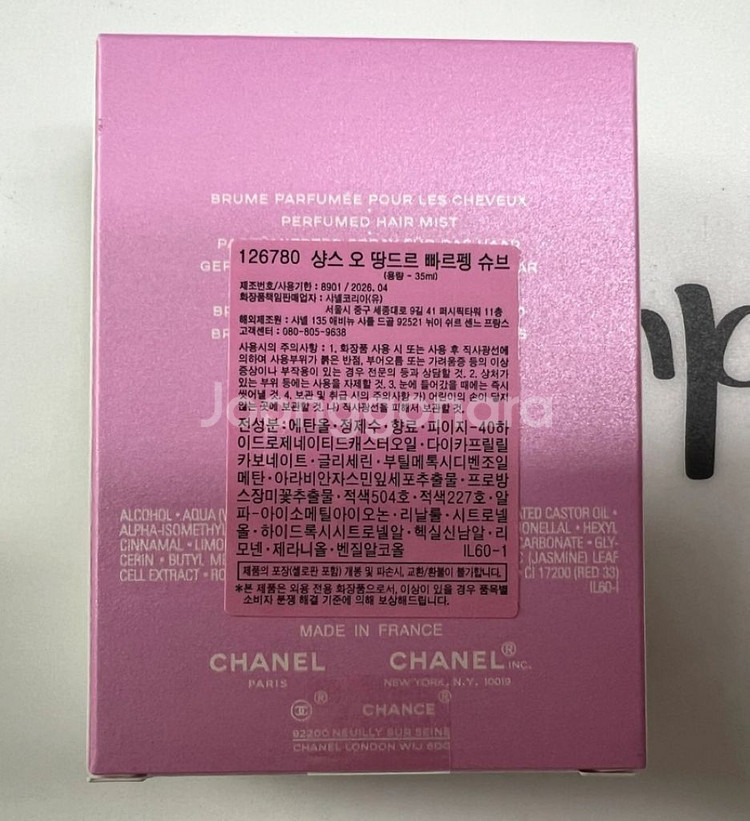 BRUME PARFUMÉE POUR LES CHEVEUX
PERFUMED HAIR MIST
126780 샹스 오 땅드르 빠르펭 슈브
(용량 - 35ml)
제조번호/사용기한 : 8901 / 2026. 04
화장품책임판매업자 : 샤넬코리아(유)
서울시 중구 세종대로 9길 41 퍼시픽타워 11층
해외제조원 : 샤넬 135 애비뉴 샤를 드골 92521 뉘이 쉬르 센느 프랑스
고객센터 : 080-805-9638
사용시의 주의사항 : 1. 화장품 사용 시 또는 사용 후 직사광선에
의하여 사용부위가 붉은 반점, 부어오름 또는 가려움증 등의 이상
증상이나 부작용이 있는 경우 전문의 등과 상담할 것. 2. 상처가
있는 부위 등에는 사용을 자제할 것. 3. 눈에 들어갔을 때에는 즉시
씻어낼 것. 4. 보관 및 취급 시의 주의사항 가) 어린이의 손이 닿지
않는 곳에 보관할 것. 나) 직사광선을 피해서 보관할 것.
전성분:에탄올·정제수·향료·피이지-40하
이드로제네이티드캐스터오일·다이카프릴릴
카보네이트·글리세린·부틸메톡시디벤조일
메탄·아라비안자스민잎세포추출물·프로방
스장미꽃추출물·적색504호·적색227호·알
파-아이소메틸아이오논·리날룰·시트로넬
올·하이드록시시트로넬알·헥실신남알·리
모넨·제라니올·벤질알코올 IL60-1
제품의 포장(셀로판 포함) 개봉 및 파손시, 교환/환불이 불가합니다.
※본 제품은 외용 전용 화장품으로서, 이상이 있을 경우 품목별
소비자 분쟁 해결 기준에 의해 보상해드립니다.
ALCOHOL • AQUA ATED CASTOR OIL •
ALPHA-ISOMETHYL ONELLAL • HEXYL
CINNAMAL • LIMO CARBONATE • GLY-
CERIN • BUTYL M (JASMINE) LEAF
CELL EXTRACT • RO CI 17200 (RED 33)
IL60-1
MADE IN FRANCE
CHANEL CHANEL® INC.
PARIS NEW YORK, N.Y. 10019
® CHANCE®
92200 NEUILLY SUR SEINE
CHANEL LONDON W1J 6DG
Joongonara